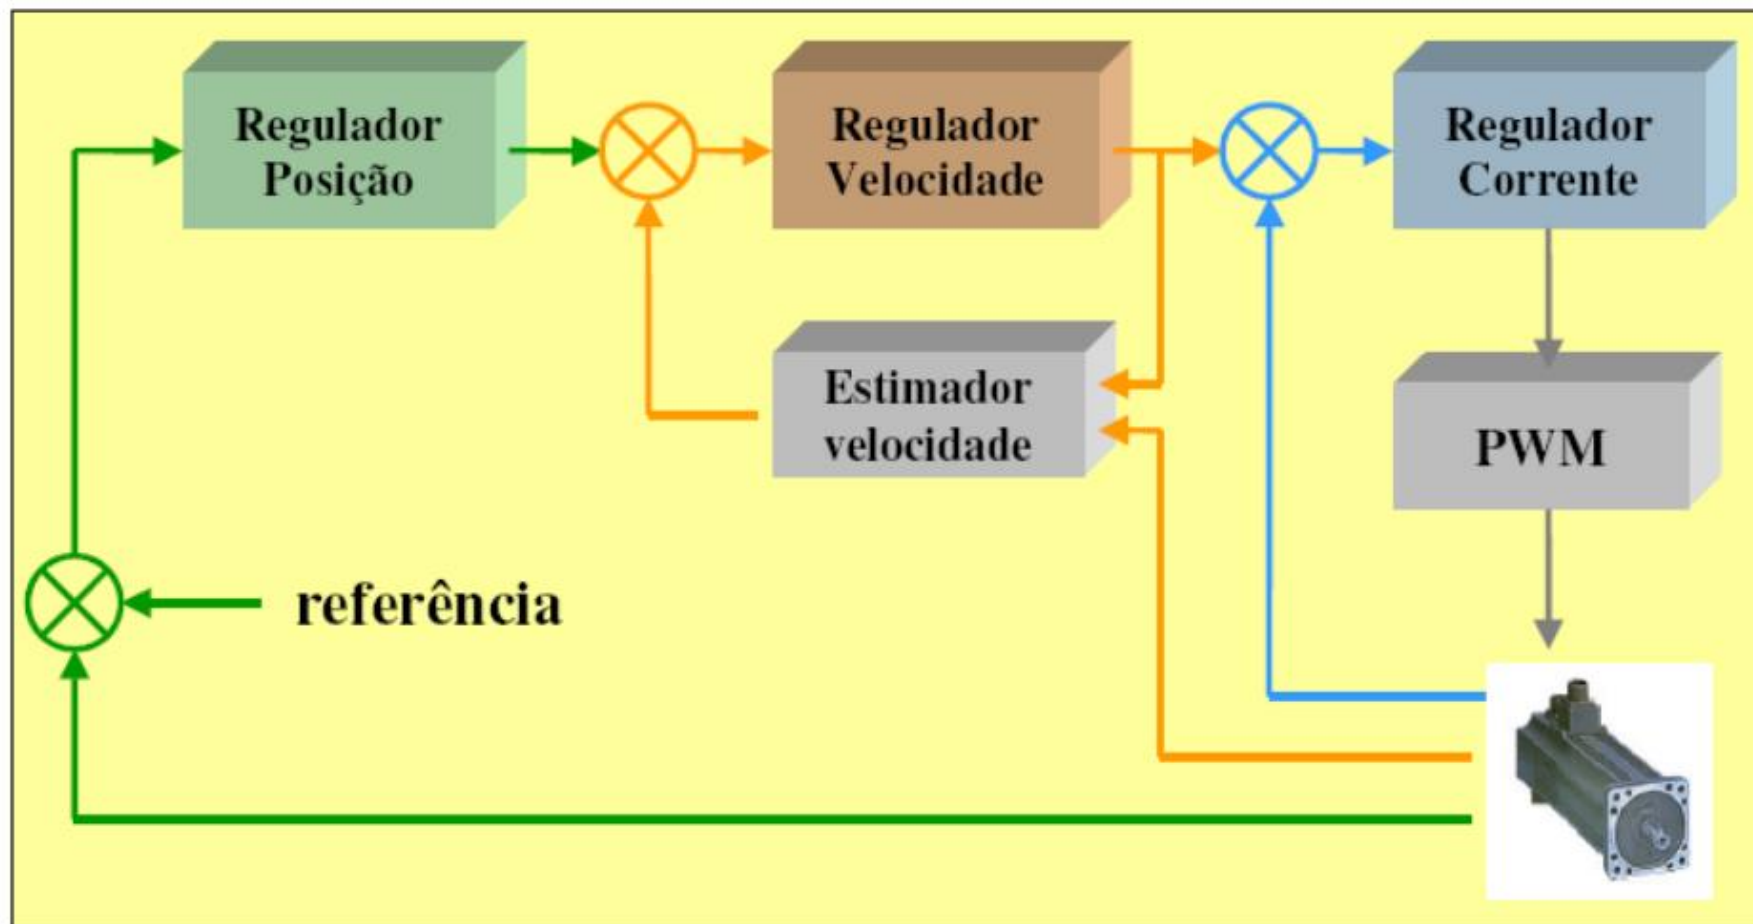 Regulador
Posição
Regulador
Velocidade
Regulador
Corrente
Estimador
velocidade
PWM
referência